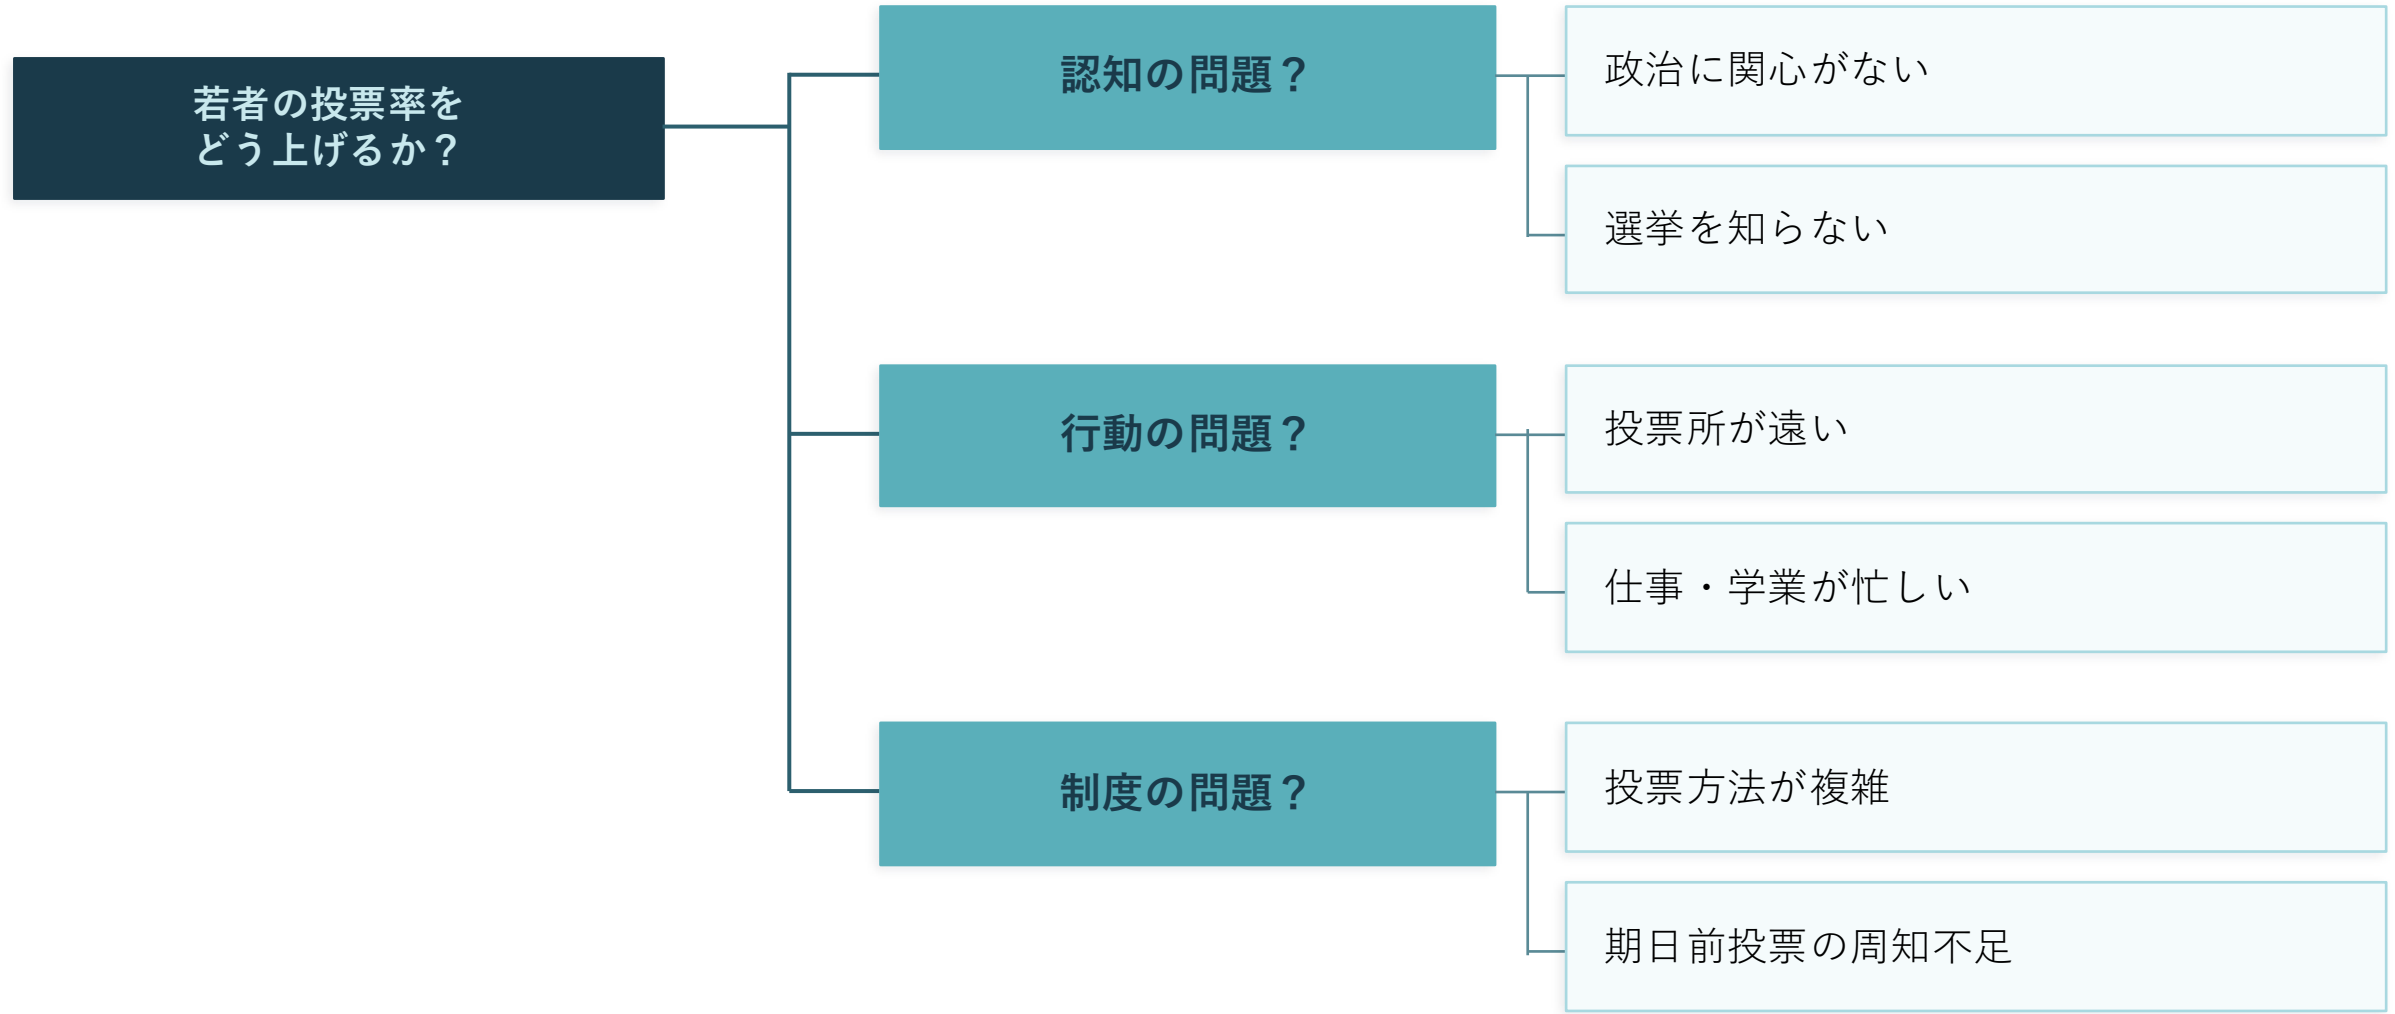 若者の投票率を
どう上げるか？
認知の問題？
政治に関心がない
選挙を知らない
行動の問題？
投票所が遠い
仕事・学業が忙しい
制度の問題？
投票方法が複雑
期日前投票の周知不足